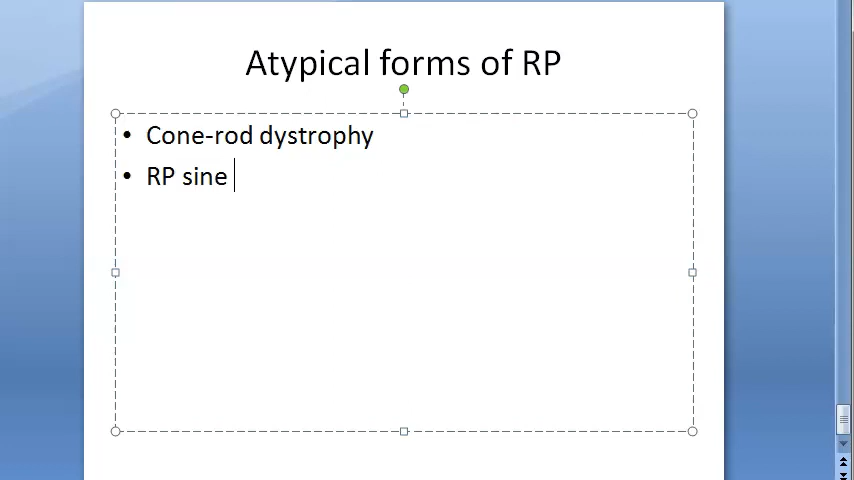 Atypical forms of RP
• Cone-rod dystrophy
• RP sine